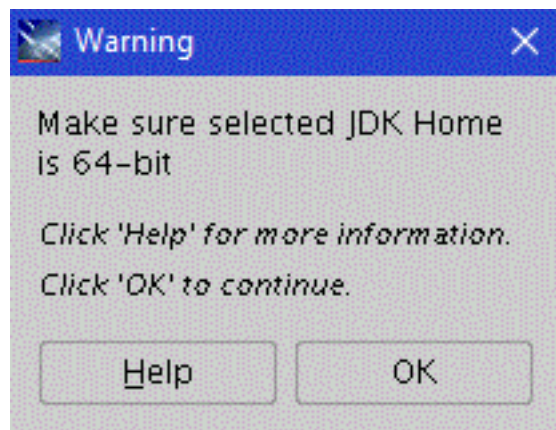 Warning
Make sure selected JDK Home
is 64-bit
Click 'Help' for more information.
Click 'OK' to continue.
Help
OK